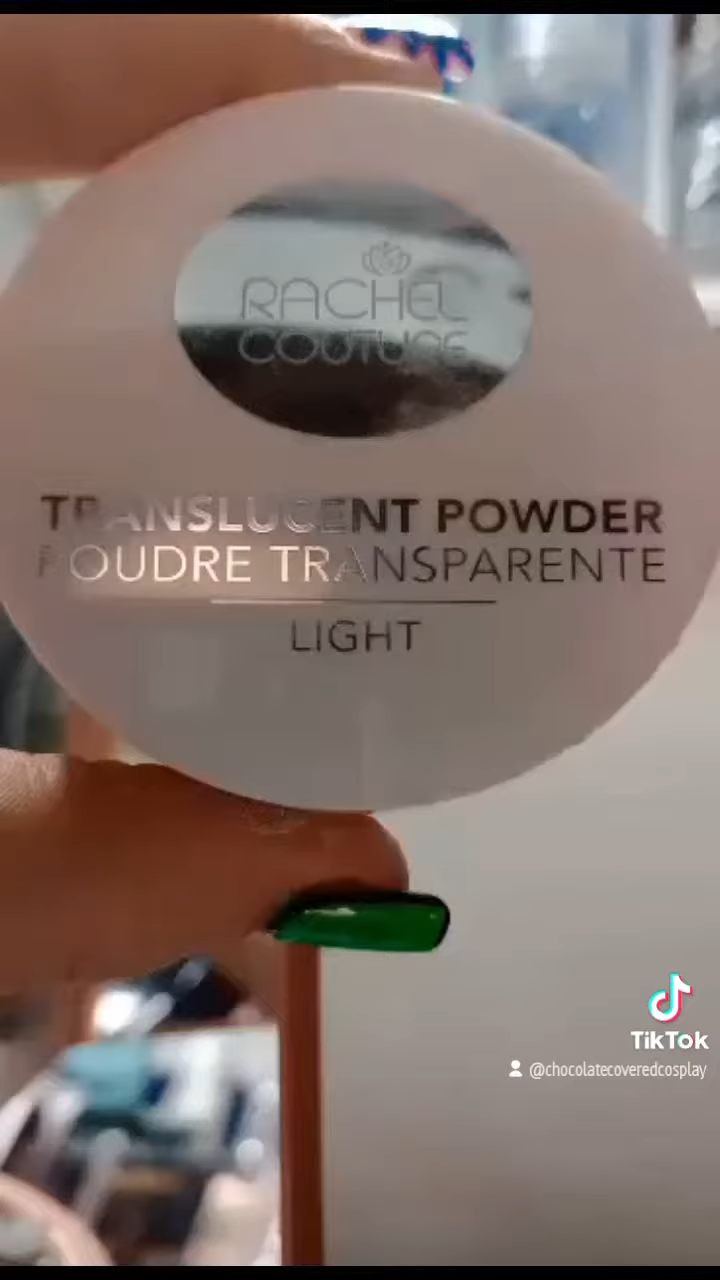 RACHEL
COUTURE
TRANSLUCENT POWDER
POUDRE TRANSPARENTE
LIGHT
TikTok
@chocolatecoveredcosplay